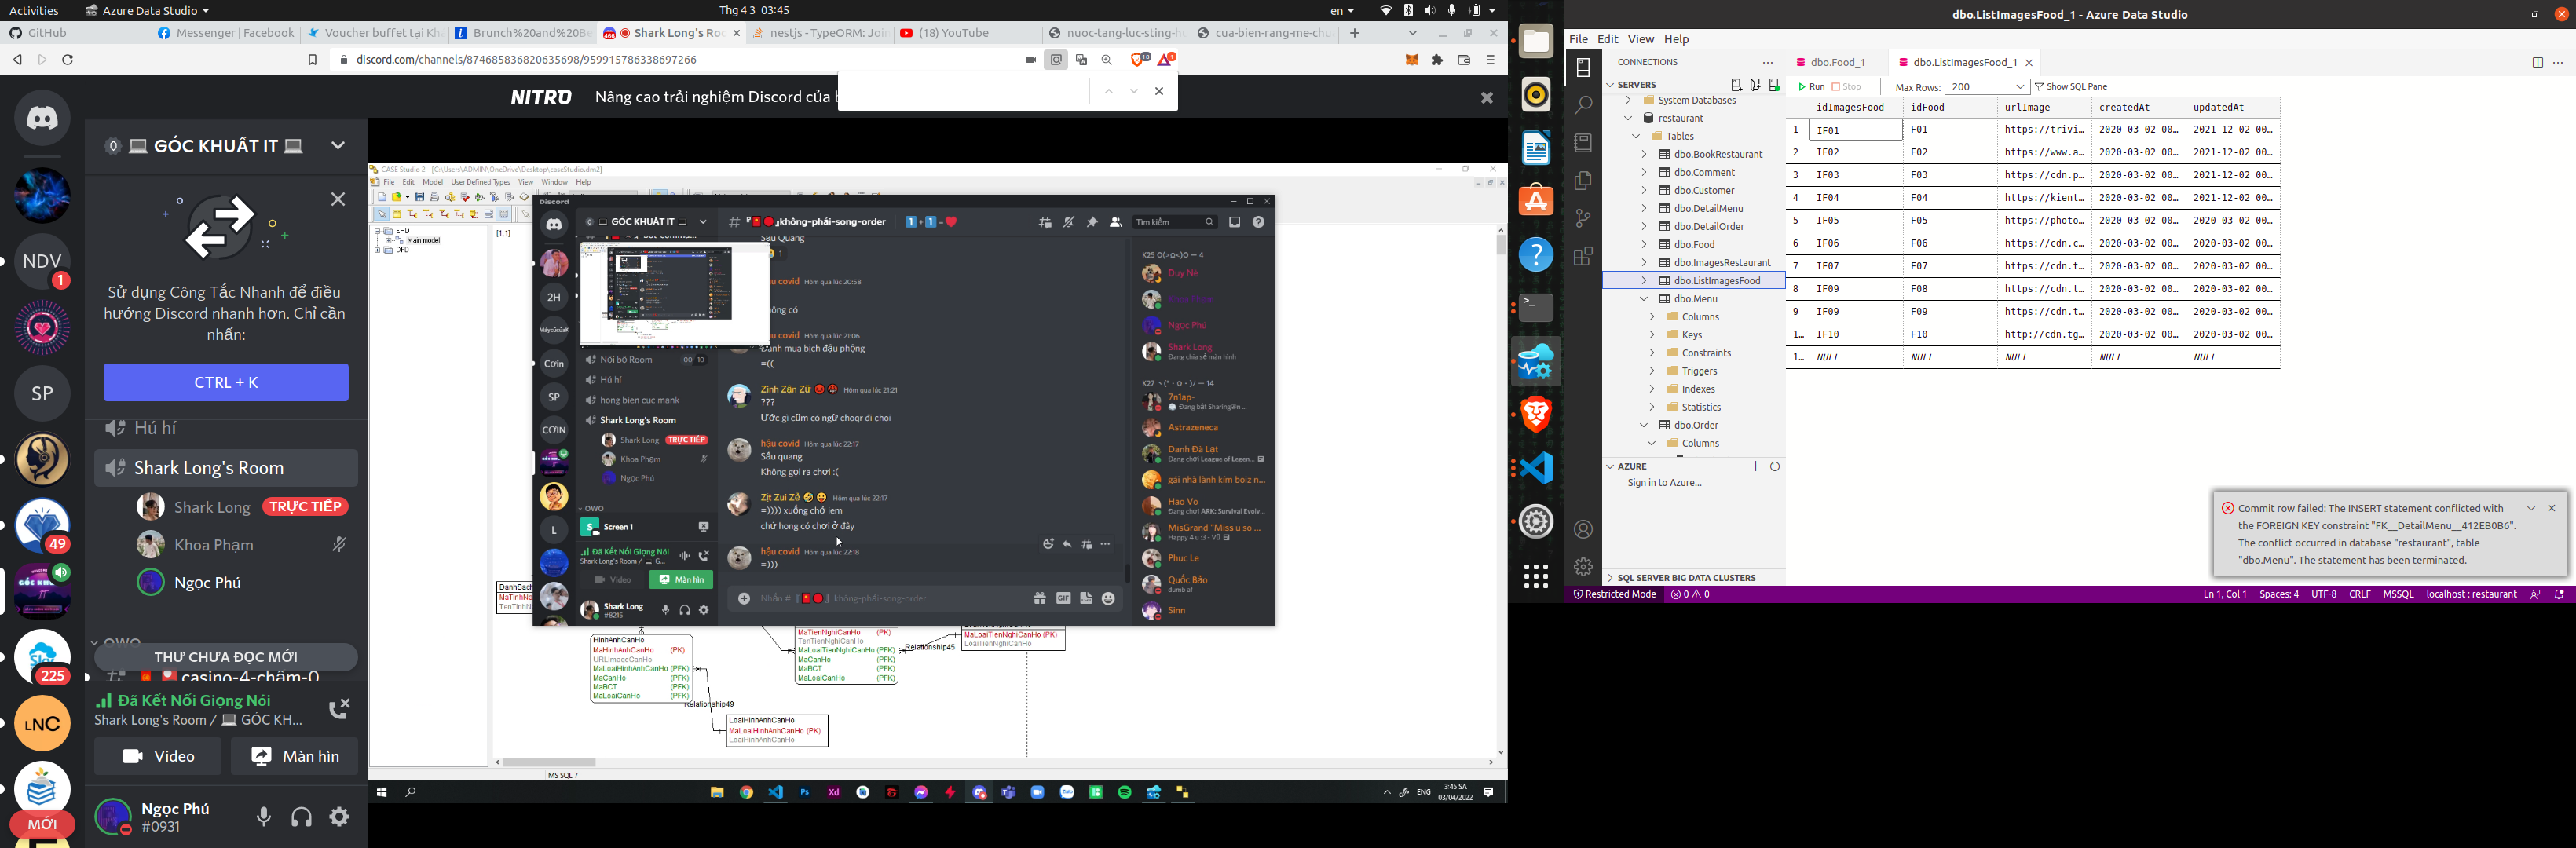 Activities
Azure Data Studio
Thg 4 3 03:45
en
GitHub
Messenger | Facebook
Voucher buffet tại Kh
Brunch%20and%20Be
Shark Long's Roo
nestjs - TypeORM: Join
(18) YouTube
nuoc-tang-luc-sting-hu
cua-bien-rang-me-chu
discord.com/channels/874685836820635698/959915786338697266
NITRO
Nâng cao trải nghiệm Discord của b
GÓC KHUẤT IT
Sử dụng Công Tắc Nhanh để điều
hướng Discord nhanh hơn. Chỉ cần
nhấn:
CTRL + K
NDV
1
SP
49
225
LNC
MỚI
Hú hí
Shark Long's Room
Shark Long
TRỰC TIẾP
Khoa Phạm
Ngọc Phú
OWO
THƯ CHƯA ĐỌC MỚI
casino-4-chấm-0
Đã Kết Nối Giọng Nói
Shark Long's Room / GÓC KH...
Video
Màn hìn
Ngọc Phú
#0931
CASE Studio 2 - [C:\Users\ADMIN\OneDrive\Desktop\caseStudio.dm2]
File Edit Model User Defined Types View Window Help
ERD
Main model
DFD
[1.1]
Discord
GÓC KHUẤT IT
không-phải-song-order
1 + 1 =
Tìm kiếm
2H
Cơin
SP
CƠIN
L
Nội bộ Room
00 10
Hú hí
hong bien cuc mank
Shark Long's Room
Shark Long
TRỰC TIẾP
Khoa Phạm
Ngọc Phú
OWO
Screen 1
Đã Kết Nối Giọng Nói
Shark Long's Room / G...
Video
Màn hìn
Shark Long
#8215
Sầu Quang
1
u covid Hôm qua lúc 20:58
ông có
u covid Hôm qua lúc 21:06
Danh mua bịch đậu phộng
=((
Zinh Zận Zữ Hôm qua lúc 21:21
???
Ước gì cũm có ngừ choqr đi choi
hậu covid Hôm qua lúc 22:17
Sầu quang
Không gọi ra chơi :(
Zịt Zui Zẻ Hôm qua lúc 22:17
=)))) xuống chở iem
chứ hong có chơi ở đây
hậu covid Hôm qua lúc 22:18
=)))
Nhắn # không-phải-song-order
GIF
Duy Nè
Ngọc Phú
Shark Long
Đang chia sẻ màn hình
7n1ap-
Astrazeneca
Danh Đà Lạt
Đang chơi League of Legen...
gái nhà lành kím boiz n...
Hao Vo
Đang chơi ARK: Survival Evolv...
MisGrand "Miss u so ...
Happy 4 u :3 - Vũ
Phuc Le
Quốc Bảo
dumb af
Sinn
DanhSach
MaTinhNa
TenTinhN
HinhAnhCanHo
MaHinhAnhCanHo (PK)
URLImageCanHo
MaLoaiHinhAnhCanHo (PFK)
MaCanHo (PFK)
MaBCT (PFK)
MaLoaiCanHo (PFK)
Relationship49
LoaiHinhAnhCanHo
MaLoaiHinhAnhCanHo (PK)
LoaiHinhAnhCanHo
MaTienNghiCanHo (PK)
TenTienNghiCanHo
MaLoaiTienNghiCanHo (PFK)
MaCanHo (PFK)
MaBCT (PFK)
MaLoaiCanHo (PFK)
Relationship45
MaLoaiTienNghiCanHo (PK)
LoaiTienNghiCanHo
MS SQL 7
ENG
3:45 SA
03/04/2022
dbo.ListImagesFood_1 - Azure Data Studio
File Edit View Help
CONNECTIONS
SERVERS
System Databases
restaurant
Tables
dbo.BookRestaurant
dbo.Comment
dbo.Customer
dbo.DetailMenu
dbo.DetailOrder
dbo.Food
dbo.ImagesRestaurant
dbo.ListImagesFood
dbo.Menu
Columns
Keys
Constraints
Triggers
Indexes
Statistics
dbo.Order
Columns
AZURE
Sign in to Azure...
SQL SERVER BIG DATA CLUSTERS
dbo.Food_1
dbo.ListImagesFood_1
Run
Stop
Max Rows:
200
Show SQL Pane
idImagesFood idFood urlImage createdAt updatedAt
1 IF01 F01 https://trivi… 2020-03-02 00… 2021-12-02 00…
2 IF02 F02 https://www.a… 2020-03-02 00… 2021-12-02 00…
3 IF03 F03 https://cdn.p… 2020-03-02 00… 2021-12-02 00…
4 IF04 F04 https://kient… 2020-03-02 00… 2021-12-02 00…
5 IF05 F05 https://photo… 2020-03-02 00… 2020-03-02 00…
6 IF06 F06 https://cdn.c… 2020-03-02 00… 2020-03-02 00…
7 IF07 F07 https://cdn.t… 2020-03-02 00… 2020-03-02 00…
8 IF09 F08 https://cdn.t… 2020-03-02 00… 2020-03-02 00…
9 IF09 F09 https://cdn.t… 2020-03-02 00… 2020-03-02 00…
1… IF10 F10 http://cdn.tg… 2020-03-02 00… 2020-03-02 00…
1… NULL NULL NULL NULL NULL
Commit row failed: The INSERT statement conflicted with
the FOREIGN KEY constraint "FK__DetailMenu__412EB0B6".
The conflict occurred in database "restaurant", table
"dbo.Menu". The statement has been terminated.
Restricted Mode
0
0
Ln 1, Col 1
Spaces: 4
UTF-8
CRLF
MSSQL
localhost : restaurant